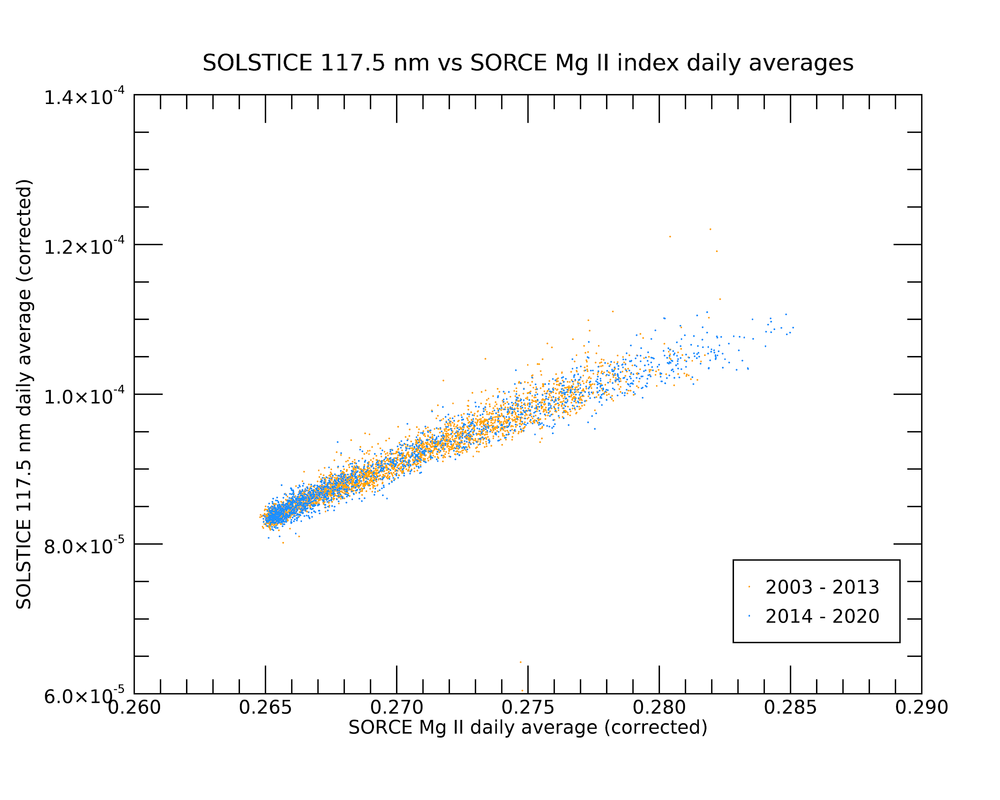 SOLSTICE 117.5 nm vs SORCE Mg II index daily averages
SOLSTICE 117.5 nm daily average (corrected)
1.4×10⁻⁴
1.2×10⁻⁴
1.0×10⁻⁴
8.0×10⁻⁵
6.0×10⁻⁵
2003 - 2013
2014 - 2020
0.260 0.265 0.270 0.275 0.280 0.285 0.290
SORCE Mg II daily average (corrected)